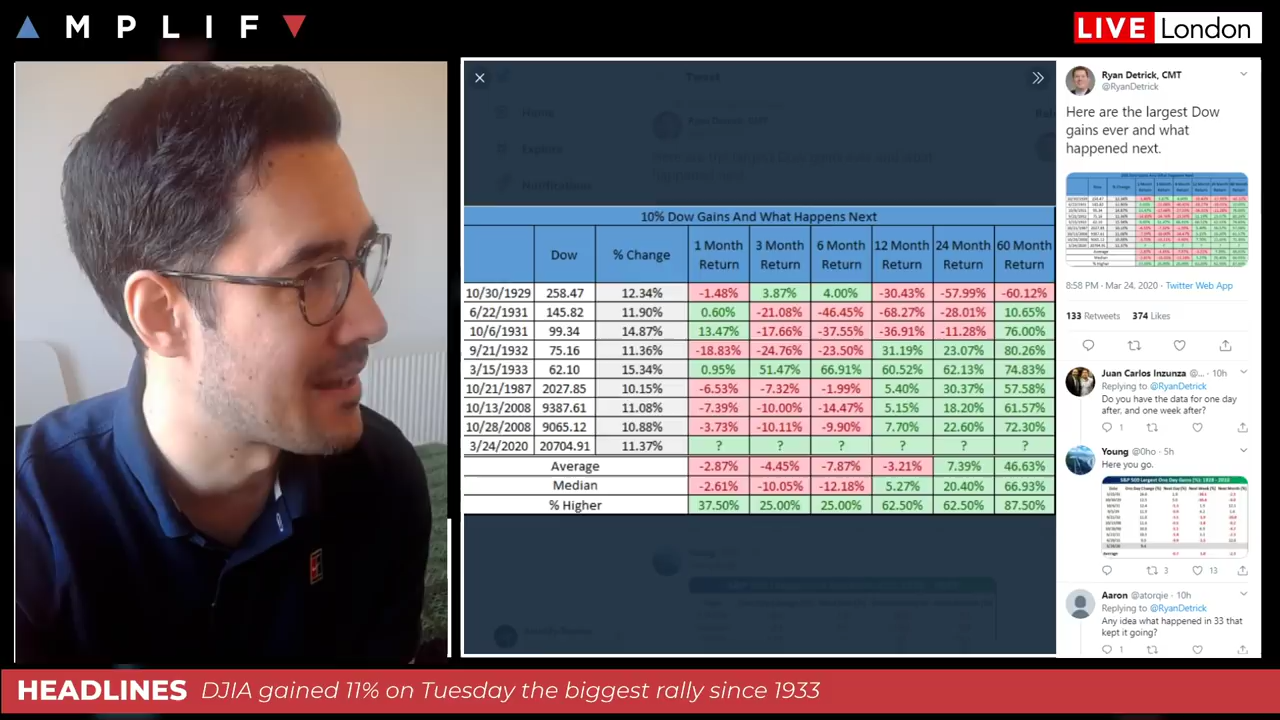 AMPLIFY
LIVE London
10% Dow Gains And What Happens Next
Dow % Change 1 Month Return 3 Month Return 6 Month Return 12 Month Return 24 Month Return 60 Month Return
10/30/1929 258.47 12.34% -1.48% 3.87% 4.00% -30.43% -57.99% -60.12%
6/22/1931 145.82 11.90% 0.60% -21.08% -46.45% -68.27% -28.01% 10.65%
10/6/1931 99.34 14.87% 13.47% -17.66% -37.55% -36.91% -11.28% 76.00%
9/21/1932 75.16 11.36% -18.83% -24.76% -23.50% 31.19% 23.07% 80.26%
3/15/1933 62.10 15.34% 0.95% 51.47% 66.91% 60.52% 62.13% 74.83%
10/21/1987 2027.85 10.15% -6.53% -7.32% -1.99% 5.40% 30.37% 57.58%
10/13/2008 9387.61 11.08% -7.39% -10.00% -14.47% 5.15% 18.20% 61.57%
10/28/2008 9065.12 10.88% -3.73% -10.11% -9.90% 7.70% 22.60% 72.30%
3/24/2020 20704.91 11.37% ? ? ? ? ? ?
Average -2.87% -4.45% -7.87% -3.21% 7.39% 46.63%
Median -2.61% -10.05% -12.18% 5.27% 20.40% 66.93%
% Higher 37.50% 25.00% 25.00% 62.50% 62.50% 87.50%
Ryan Detrick, CMT
@RyanDetrick
Here are the largest Dow
gains ever and what
happened next.
8:58 PM · Mar 24, 2020 · Twitter Web App
133 Retweets 374 Likes
Juan Carlos Inzunza @... · 10h
Replying to @RyanDetrick
Do you have the data for one day
after, and one week after?
1
Young @0ho · 5h
Here you go.
S&P 500 Largest One Day Gains (%): 1928 - 2020
3 13
Aaron @atorqie · 10h
Replying to @RyanDetrick
Any idea what happened in 33 that
kept it going?
1
HEADLINES DJIA gained 11% on Tuesday the biggest rally since 1933